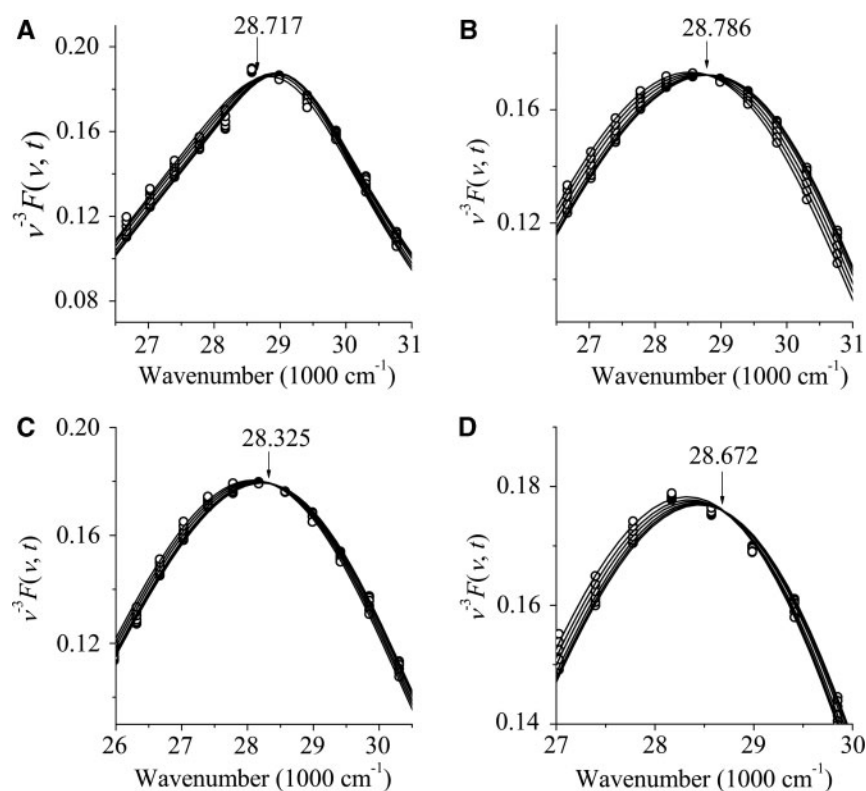 A
28.717
0.20
0.16
0.12
0.08
ν⁻³F(ν, t)
27 28 29 30 31
Wavenumber (1000 cm⁻¹)
B
28.786
0.16
0.12
ν⁻³F(ν, t)
27 28 29 30 31
Wavenumber (1000 cm⁻¹)
C
28.325
0.20
0.16
0.12
ν⁻³F(ν, t)
26 27 28 29 30
Wavenumber (1000 cm⁻¹)
D
28.672
0.18
0.16
0.14
ν⁻³F(ν, t)
27 28 29 30
Wavenumber (1000 cm⁻¹)